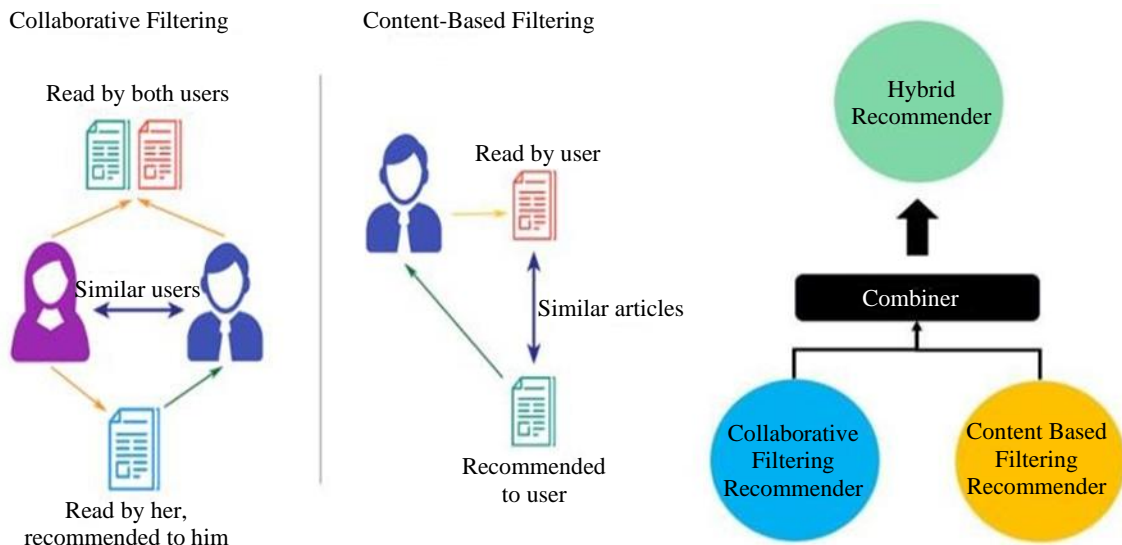 Collaborative Filtering
Read by both users
Similar users
Read by her,
recommended to him
Content-Based Filtering
Read by user
Similar articles
Recommended
to user
Hybrid
Recommender
Combiner
Collaborative
Filtering
Recommender
Content Based
Filtering
Recommender